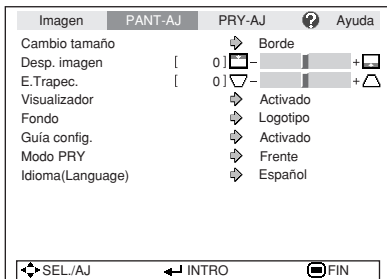 Imagen PANT-AJ PRY-AJ ? Ayuda
Cambio tamaño Borde
Desp. imagen [ 0 ] - +
E.Trapec. [ 0 ] - +
Visualizador Activado
Fondo Logotipo
Guía config. Activado
Modo PRY Frente
Idioma(Language) Español
SEL./AJ INTRO FIN